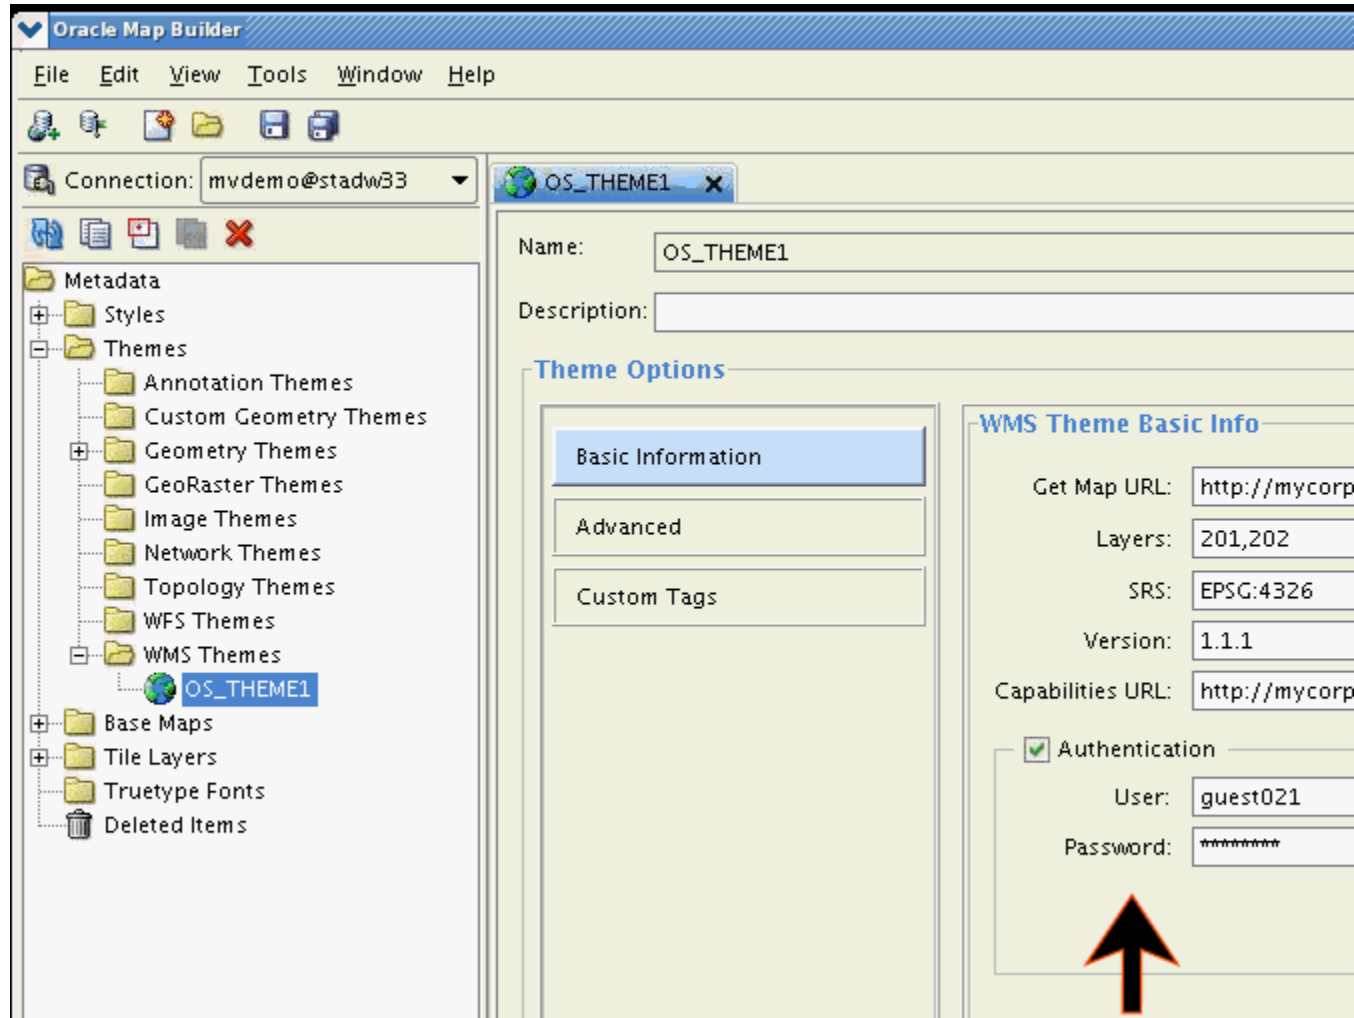 Oracle Map Builder
File Edit View Tools Window Help
Connection: mvdemo@stadw33
OS_THEME1
Metadata
Styles
Themes
Annotation Themes
Custom Geometry Themes
Geometry Themes
GeoRaster Themes
Image Themes
Network Themes
Topology Themes
WFS Themes
WMS Themes
OS_THEME1
Base Maps
Tile Layers
Truetype Fonts
Deleted Items
Name: OS_THEME1
Description:
Theme Options
Basic Information
Advanced
Custom Tags
WMS Theme Basic Info
Get Map URL: http://mycorp
Layers: 201,202
SRS: EPSG:4326
Version: 1.1.1
Capabilities URL: http://mycorp
Authentication
User: guest021
Password: ********